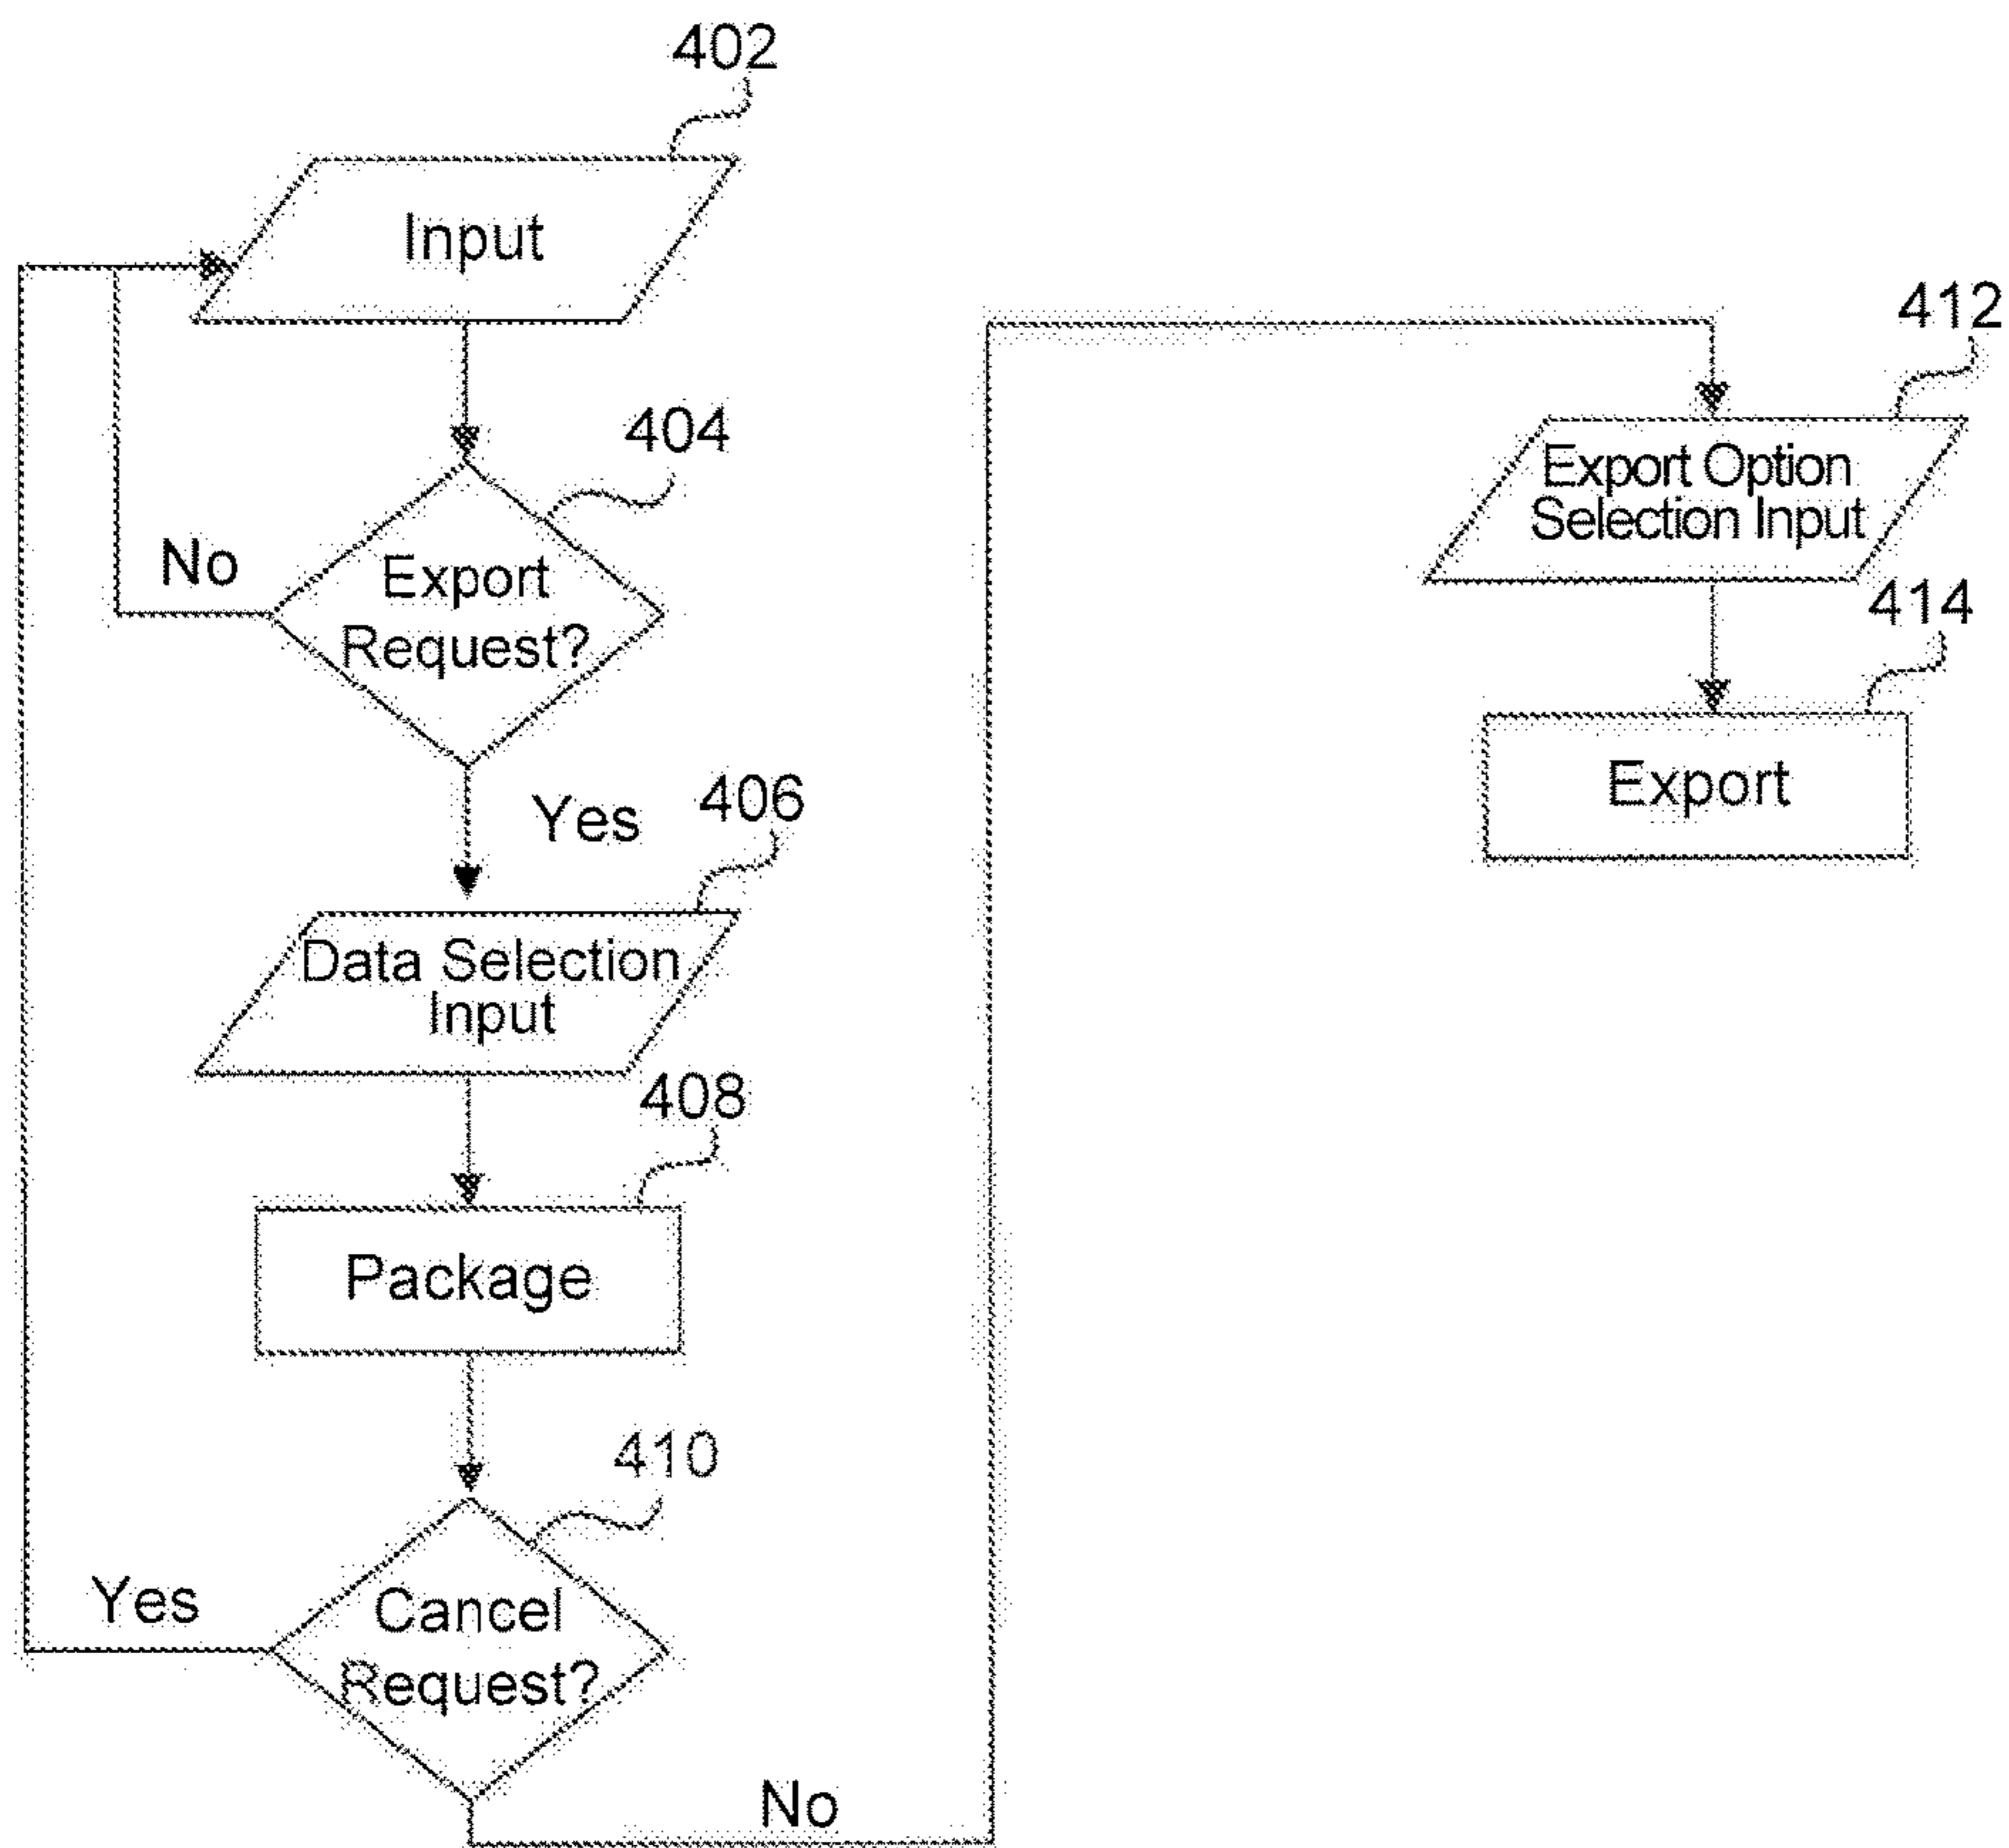 402
Input
404
No
Export
Request?
Yes
406
Data Selection
Input
408
Package
410
Yes
Cancel
Request?
No
412
Export Option
Selection Input
414
Export